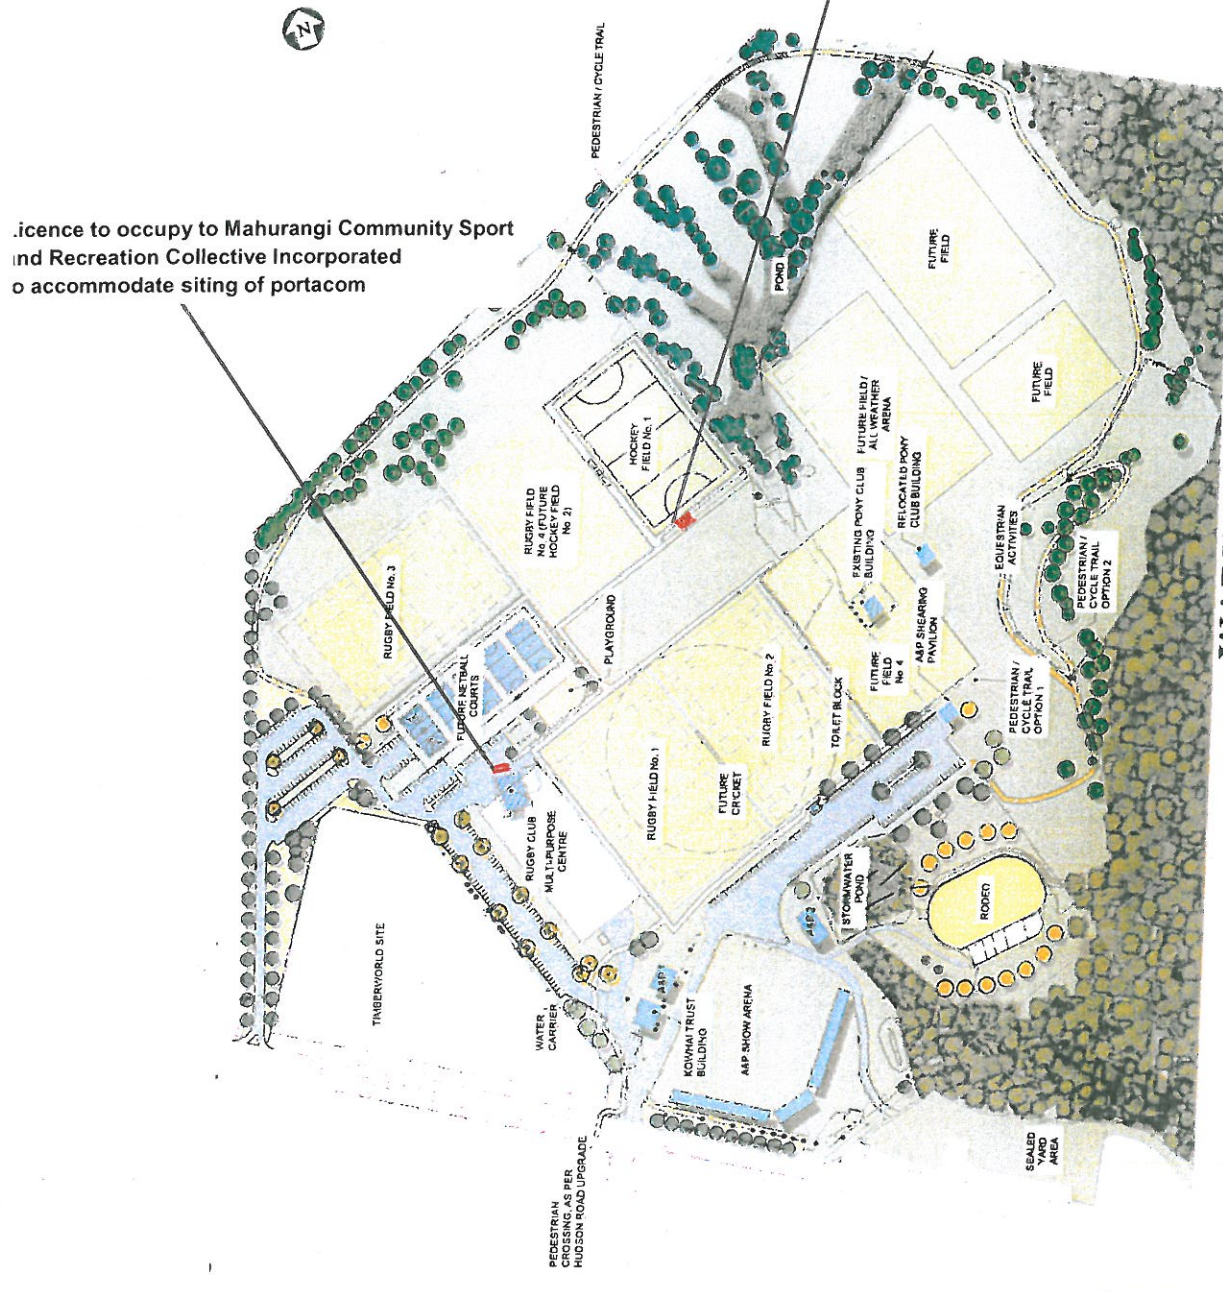 N
.icence to occupy to Mahurangi Community Sport
and Recreation Collective Incorporated
o accommodate siting of portacom
PEDESTRIAN / CYCLE TRAIL
POND
FUTURE
FIELD
FUTURE
FIELD
HOCKEY
FIELD No. 1
FUTURE FIELD /
ALL WEATHER
ARENA
RUGBY FIELD
No. 4 (FUTURE
HOCKEY FIELD
No 2)
RELOCATED PONY
CLUB BUILDING
EXISTING PONY CLUB
BUILDING
EQUESTRIAN
ACTIVITIES
PEDESTRIAN /
CYCLE TRAIL
OPTION 2
RUGBY FIELD No. 3
PLAYGROUND
A&P SHEARING
PAVILION
FUTURE
FIELD
No 4
FUTURE NETBALL
COURTS
RUGBY FIELD No. 2
TOILET BLOCK
PEDESTRIAN /
CYCLE TRAIL
OPTION 1
RUGBY FIELD No. 1
FUTURE
CRICKET
RUGBY CLUB
MULTI-PURPOSE
CENTRE
STORMWATER
POND
RODEO
A&P 2
TIMBERWORLD SITE
A&P 1
WATER
CARRIER
KOWHAI TRUST
BUILDING
A&P SHOW ARENA
SEALED
YARD
AREA
PEDESTRIAN
CROSSING, AS PER
HUDSON ROAD UPGRADE